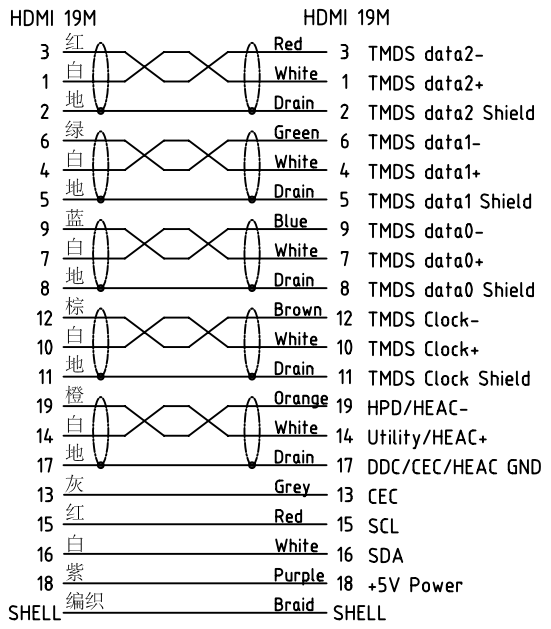 HDMI 19M HDMI 19M
3 红 Red 3 TMDS data2-
1 白 White 1 TMDS data2+
2 地 Drain 2 TMDS data2 Shield
6 绿 Green 6 TMDS data1-
4 白 White 4 TMDS data1+
5 地 Drain 5 TMDS data1 Shield
9 蓝 Blue 9 TMDS data0-
7 白 White 7 TMDS data0+
8 地 Drain 8 TMDS data0 Shield
12 棕 Brown 12 TMDS Clock-
10 白 White 10 TMDS Clock+
11 地 Drain 11 TMDS Clock Shield
19 橙 Orange 19 HPD/HEAC-
14 白 White 14 Utility/HEAC+
17 地 Drain 17 DDC/CEC/HEAC GND
13 灰 Grey 13 CEC
15 红 Red 15 SCL
16 白 White 16 SDA
18 紫 Purple 18 +5V Power
SHELL 编织 Braid SHELL